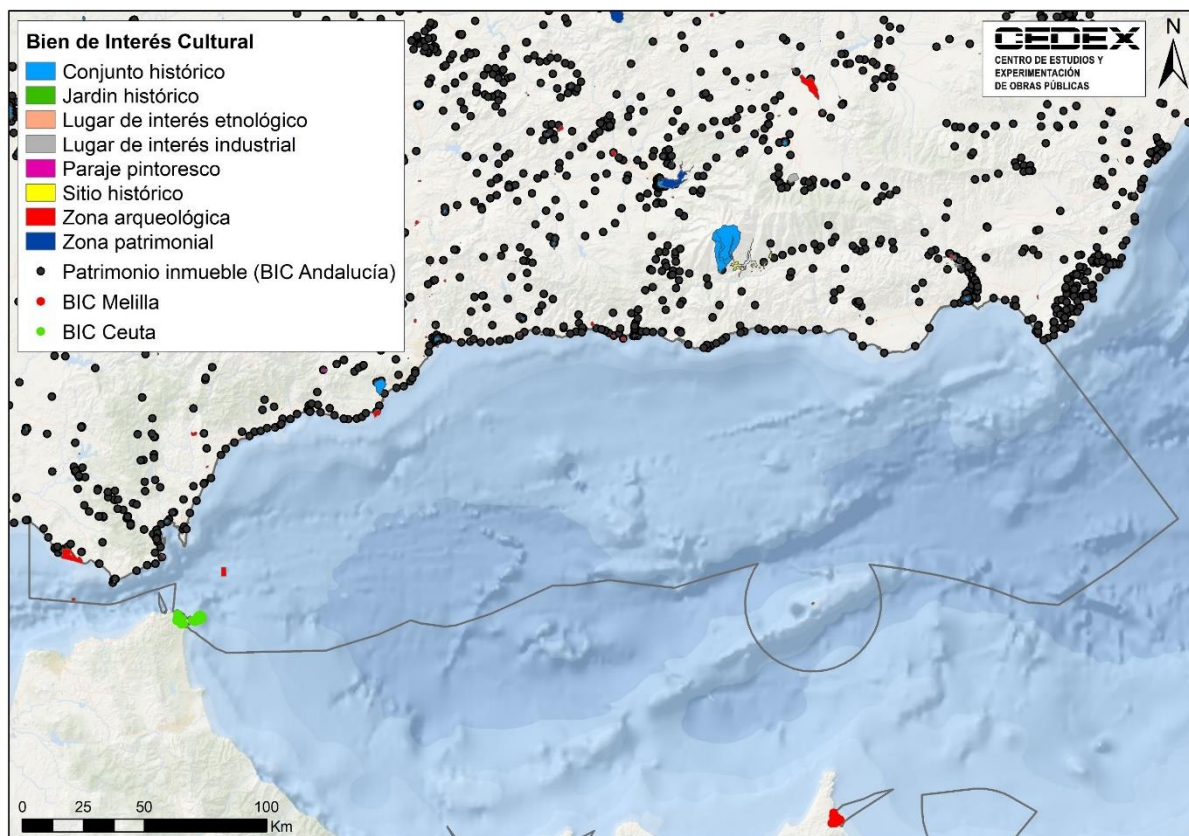 Bien de Interés Cultural
Conjunto histórico
Jardin histórico
Lugar de interés etnológico
Lugar de interés industrial
Paraje pintoresco
Sitio histórico
Zona arqueológica
Zona patrimonial
Patrimonio inmueble (BIC Andalucía)
BIC Melilla
BIC Ceuta
CEDEX
CENTRO DE ESTUDIOS Y
EXPERIMENTACIÓN
DE OBRAS PÚBLICAS
N
0 25 50 100
Km